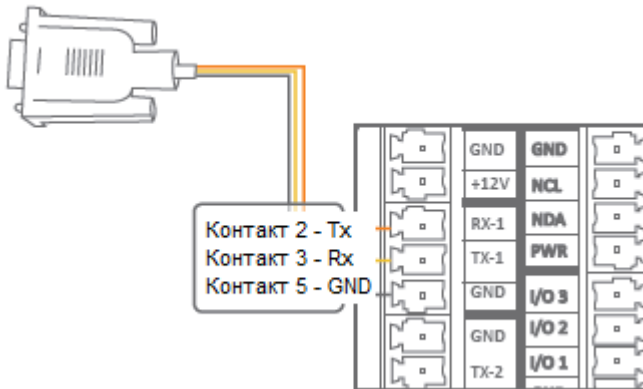 GND GND
+12V NCL
Контакт 2 - Tx RX-1 NDA
Контакт 3 - Rx TX-1 PWR
Контакт 5 - GND GND I/O 3
GND I/O 2
TX-2 I/O 1